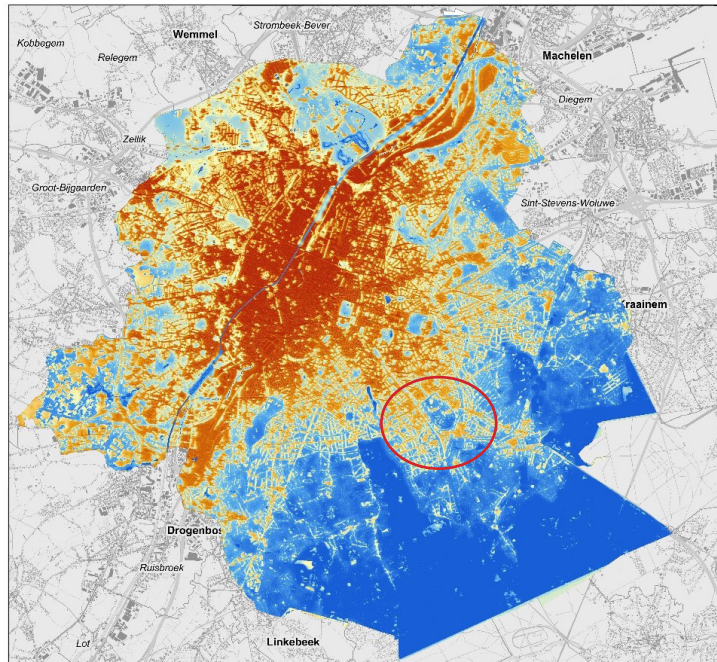 Strombeek-Bever
Wemmel
Kobbegem
Machelen
Relegem
Diegem
Zellik
Groot-Bijgaarden
Sint-Stevens-Woluwe
Kraainem
Drogenbos
Ruisbroek
Linkebeek
Lot